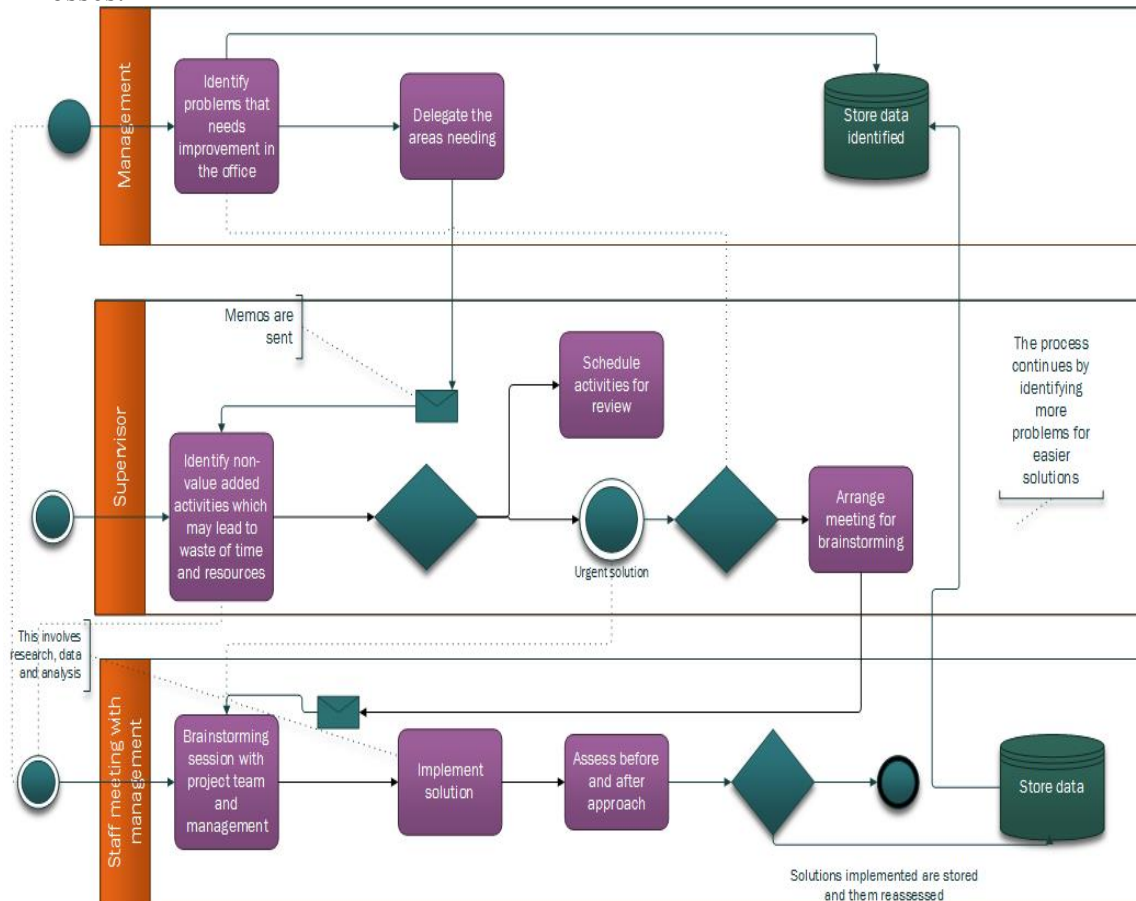 Management
Identify
problems that
needs
improvement in
the office
Delegate the
areas needing
Store data
identified
Supervisor
Memos are
sent
Schedule
activities for
review
The process
continues by
identifying
more
problems for
easier
solutions
Identify non-
value added
activities which
may lead to
waste of time
and resources
Urgent solution
Arrange
meeting for
brainstorming
This involves
research, data
and analysis
Staff meeting with
management
Brainstorming
session with
project team
and
management
Implement
solution
Assess before
and after
approach
Store data
Solutions implemented are stored
and them reassessed